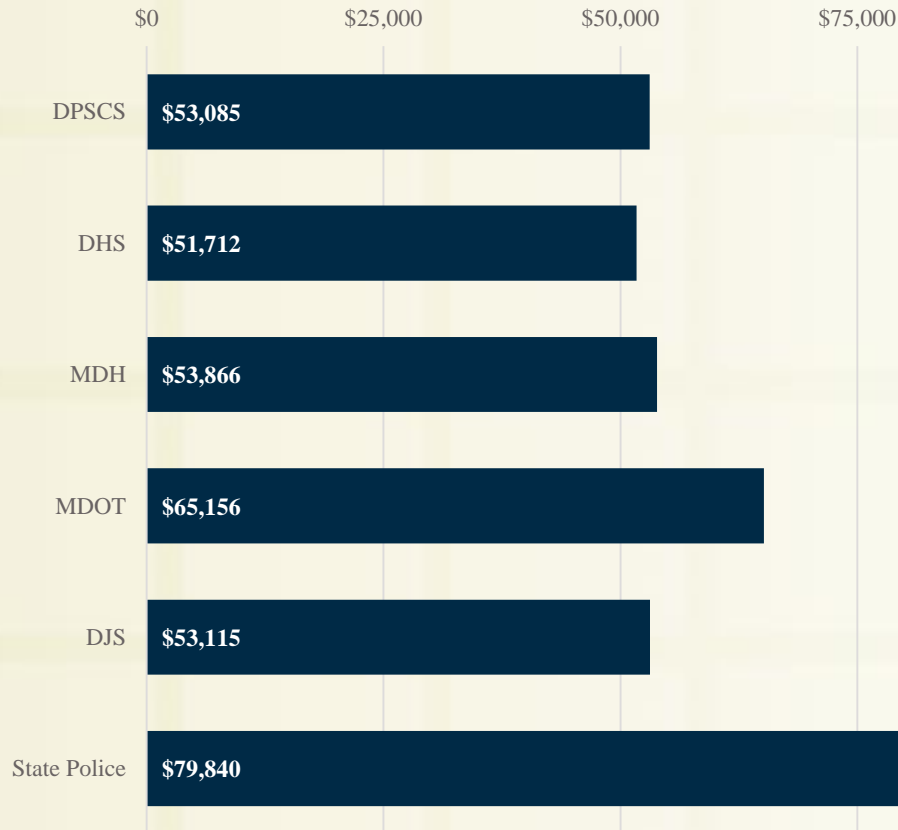 $0 $25,000 $50,000 $75,000
DPSCS $53,085
DHS $51,712
MDH $53,866
MDOT $65,156
DJS $53,115
State Police $79,840